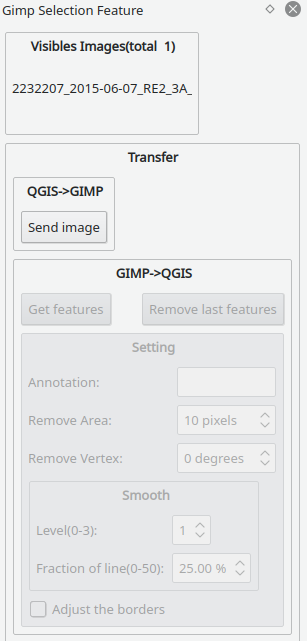 Gimp Selection Feature
Visibles Images(total 1)
2232207_2015-06-07_RE2_3A_
Transfer
QGIS->GIMP
Send image
GIMP->QGIS
Get features Remove last features
Setting
Annotation:
Remove Area: 10 pixels
Remove Vertex: 0 degrees
Smooth
Level(0-3): 1
Fraction of line(0-50): 25.00 %
Adjust the borders